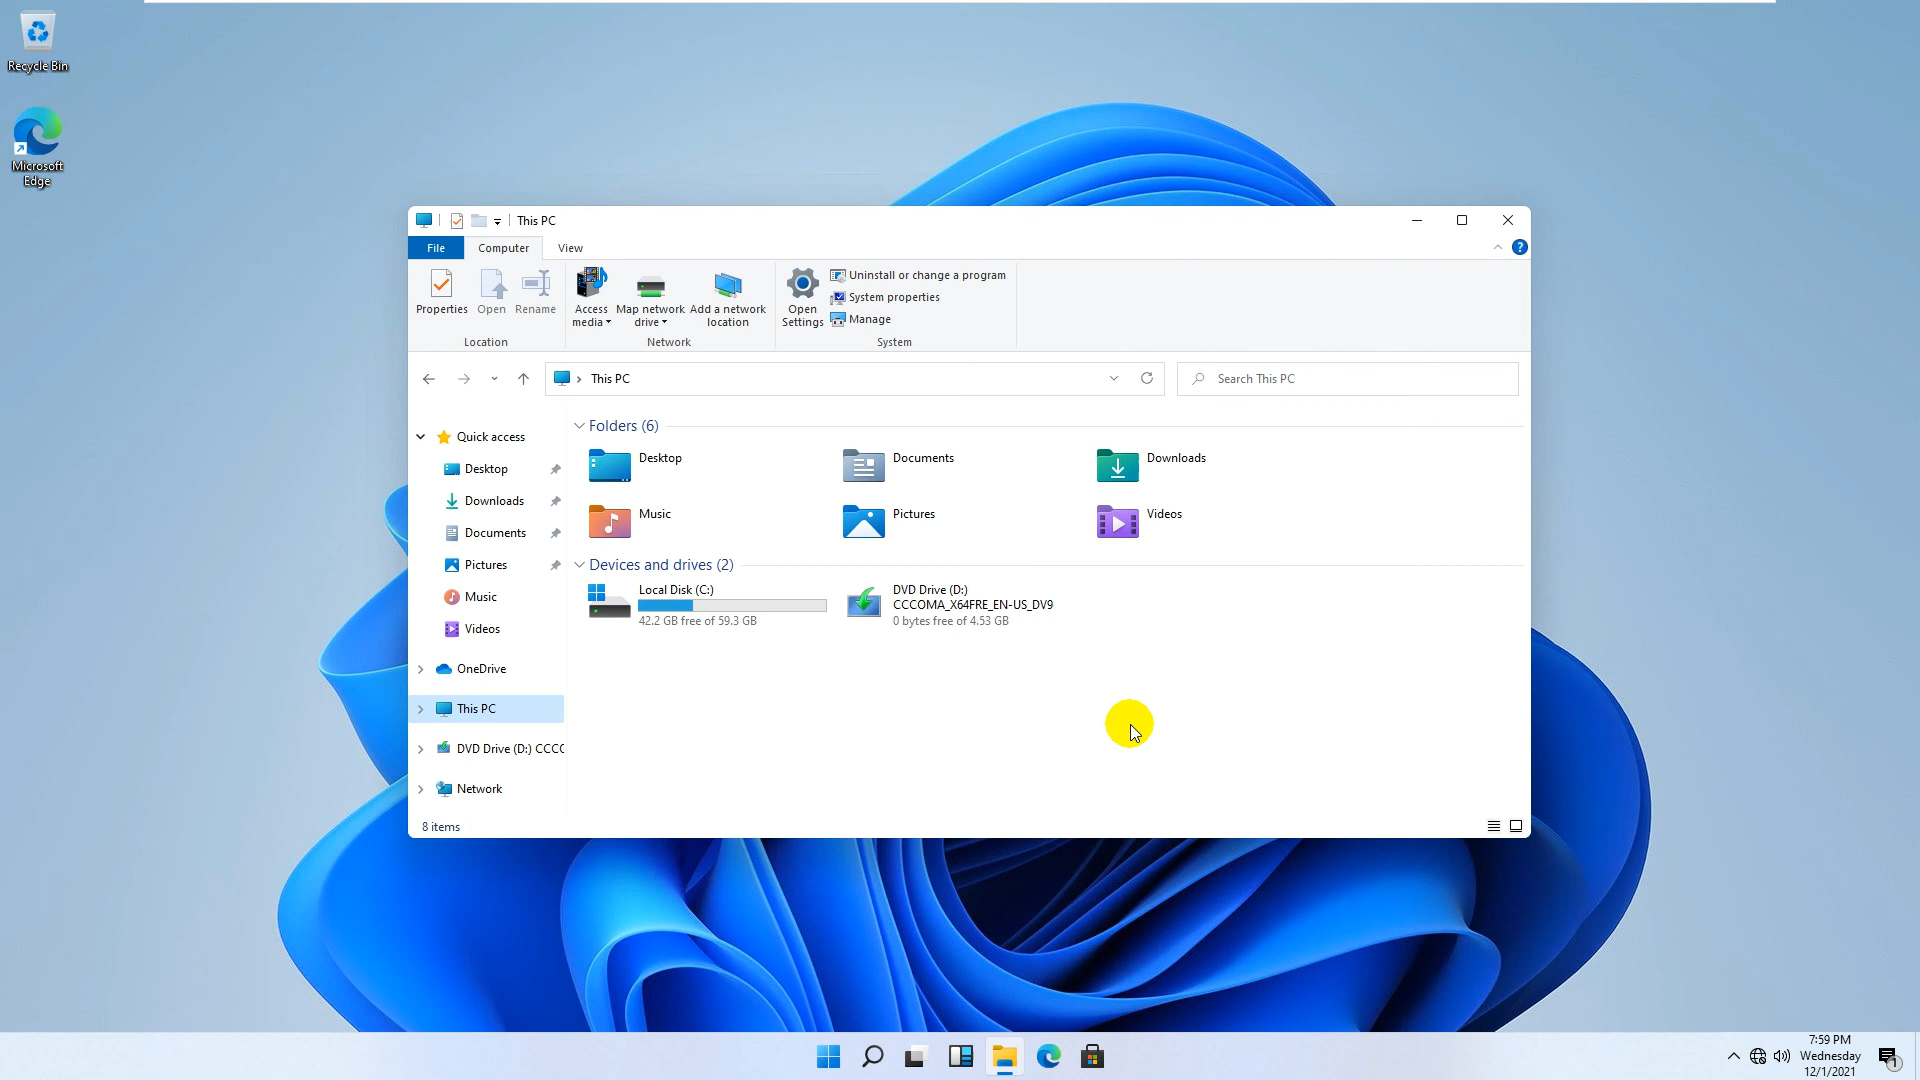 Recycle Bin
Microsoft
Edge
This PC
File
Computer
View
?
Properties
Open
Rename
Access
media
Map network
drive
Add a network
location
Open
Settings
Uninstall or change a program
System properties
Manage
Location
Network
System
This PC
Search This PC
Quick access
Desktop
Downloads
Documents
Pictures
Music
Videos
OneDrive
This PC
DVD Drive (D:) CCC
Network
Folders (6)
Desktop
Documents
Downloads
Music
Pictures
Videos
Devices and drives (2)
Local Disk (C:)
42.2 GB free of 59.3 GB
DVD Drive (D:)
CCCOMA_X64FRE_EN-US_DV9
0 bytes free of 4.53 GB
8 items
7:59 PM
Wednesday
12/1/2021
1